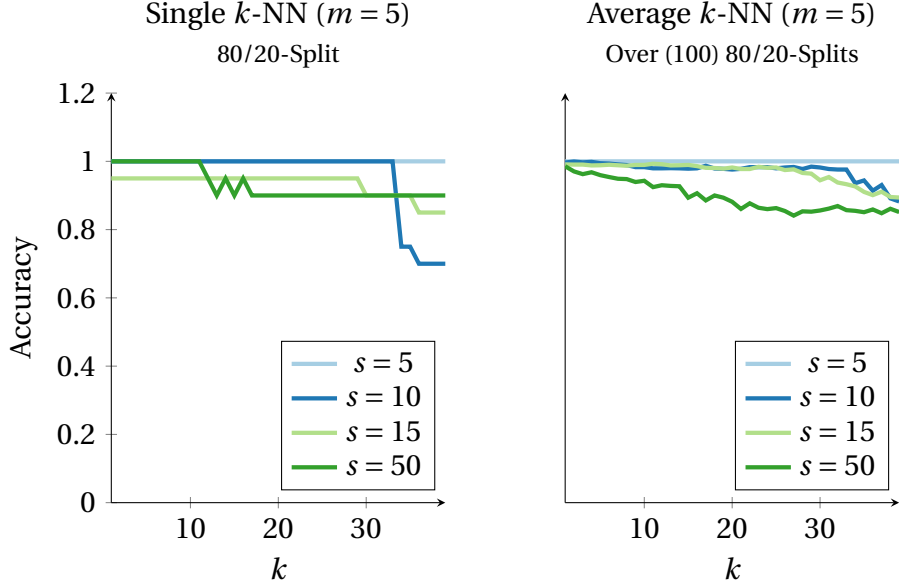 Single k-NN (m = 5)
80/20-Split
Accuracy
1.2
1
0.8
0.6
0.4
0.2
0
10 20 30
k
s = 5
s = 10
s = 15
s = 50
Average k-NN (m = 5)
Over (100) 80/20-Splits
10 20 30
k
s = 5
s = 10
s = 15
s = 50